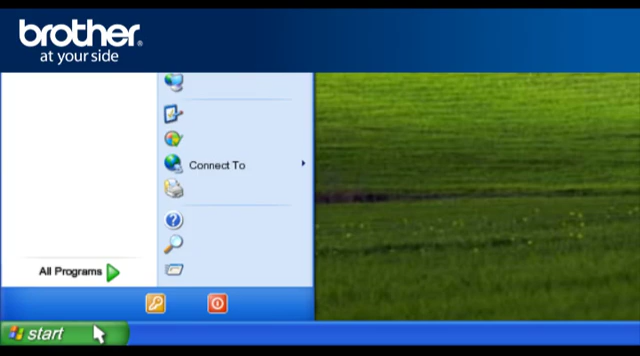 brother
at your side
Connect To
All Programs
start